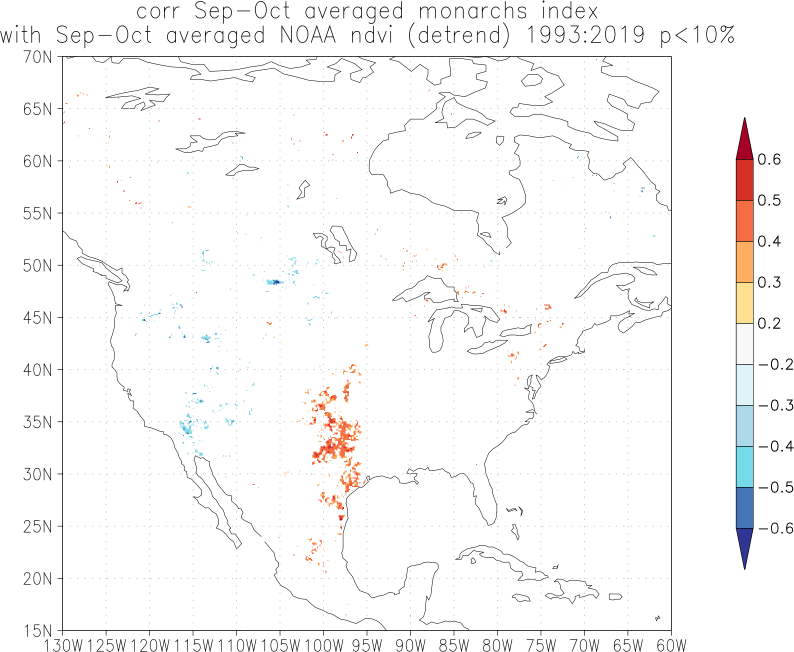 corr Sep-Oct averaged monarchs index
with Sep-Oct averaged NOAA ndvi (detrend) 1993:2019 p<10%
70N
65N
60N
55N
50N
45N
40N
35N
30N
25N
20N
15N
130W 125W 120W 115W 110W 105W 100W 95W 90W 85W 80W 75W 70W 65W 60W
0.6
0.5
0.4
0.3
0.2
-0.2
-0.3
-0.4
-0.5
-0.6